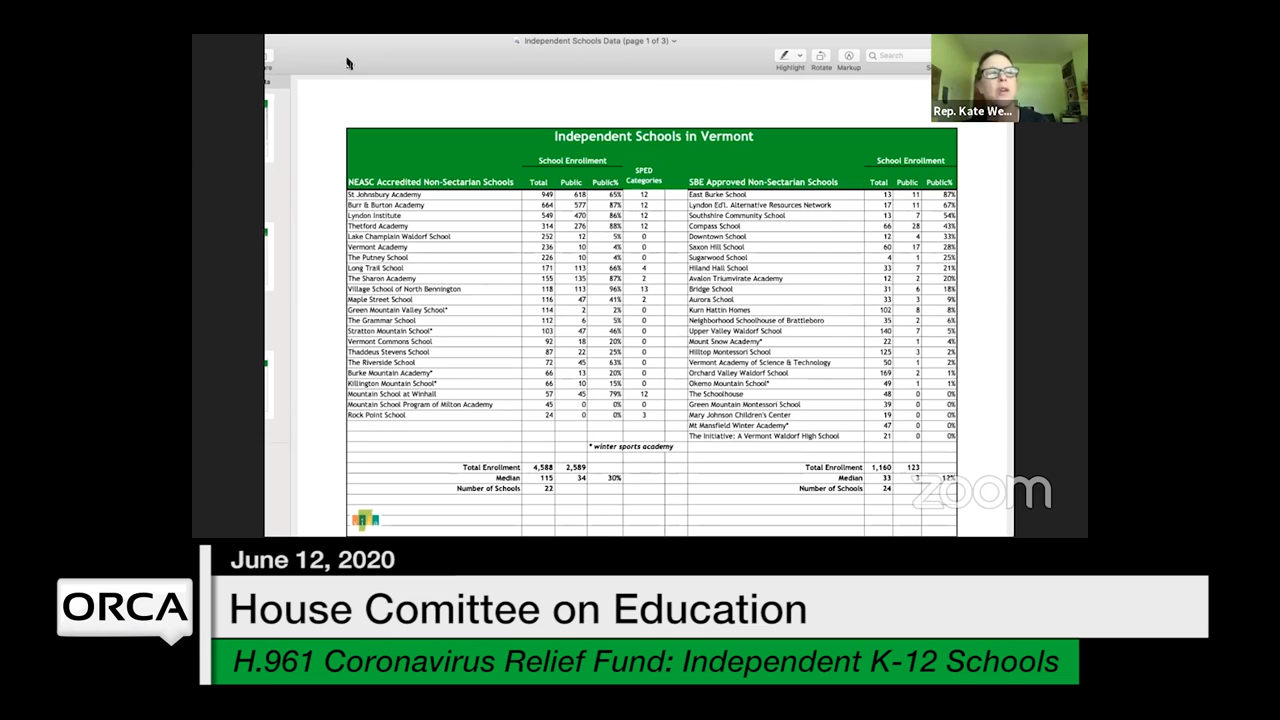 Independent Schools Data (page 1 of 3)
Highlight Rotate Markup Search
Rep. Kate We...
Independent Schools in Vermont
School Enrollment School Enrollment
NEASC Accredited Non-Sectarian Schools Total Public Public% SPED Categories SBE Approved Non-Sectarian Schools Total Public Public%
St Johnsbury Academy 949 618 65% 12 East Burke School 13 11 87%
Burr & Burton Academy 664 577 87% 12 Lyndon Ed'l. Alternative Resources Network 17 11 67%
Lyndon Institute 549 470 86% 12 Southshire Community School 13 7 54%
Thetford Academy 314 276 88% 12 Compass School 66 28 43%
Lake Champlain Waldorf School 252 12 5% 0 Downtown School 12 4 33%
Vermont Academy 236 10 4% 0 Saxon Hill School 60 17 28%
The Putney School 226 10 4% 0 Sugarwood School 4 1 25%
Long Trail School 171 113 66% 4 Hiland Hall School 33 7 21%
The Sharon Academy 155 135 87% 2 Avalon Triumvirate Academy 12 2 20%
Village School of North Bennington 118 113 96% 13 Bridge School 31 6 18%
Maple Street School 116 47 41% 2 Aurora School 33 3 9%
Green Mountain Valley School* 114 2 2% 0 Kurn Hattin Homes 102 8 8%
The Grammar School 112 6 5% 0 Neighborhood Schoolhouse of Brattleboro 35 2 6%
Stratton Mountain School* 103 47 46% 0 Upper Valley Waldorf School 140 7 5%
Vermont Commons School 92 18 20% 0 Mount Snow Academy* 22 1 4%
Thaddeus Stevens School 87 22 25% 0 Hilltop Montessori School 125 3 2%
The Riverside School 72 45 63% 0 Vermont Academy of Science & Technology 50 1 2%
Burke Mountain Academy* 66 13 20% 0 Orchard Valley Waldorf School 169 2 1%
Killington Mountain School* 66 10 15% 0 Okemo Mountain School* 49 1 1%
Mountain School at Winhall 57 45 79% 12 The Schoolhouse 48 0 0%
Mountain School Program of Milton Academy 45 0 0% 0 Green Mountain Montessori School 39 0 0%
Rock Point School 24 0 0% 3 Mary Johnson Children's Center 19 0 0%
Mt Mansfield Winter Academy* 47 0 0%
The Initiative: A Vermont Waldorf High School 21 0 0%
* winter sports academy
Total Enrollment 4,588 2,589 Total Enrollment 1,160 123
Median 115 34 30% Median 33 3 12%
Number of Schools 22 Number of Schools 24
zoom
June 12, 2020
ORCA
House Comittee on Education
H.961 Coronavirus Relief Fund: Independent K-12 Schools